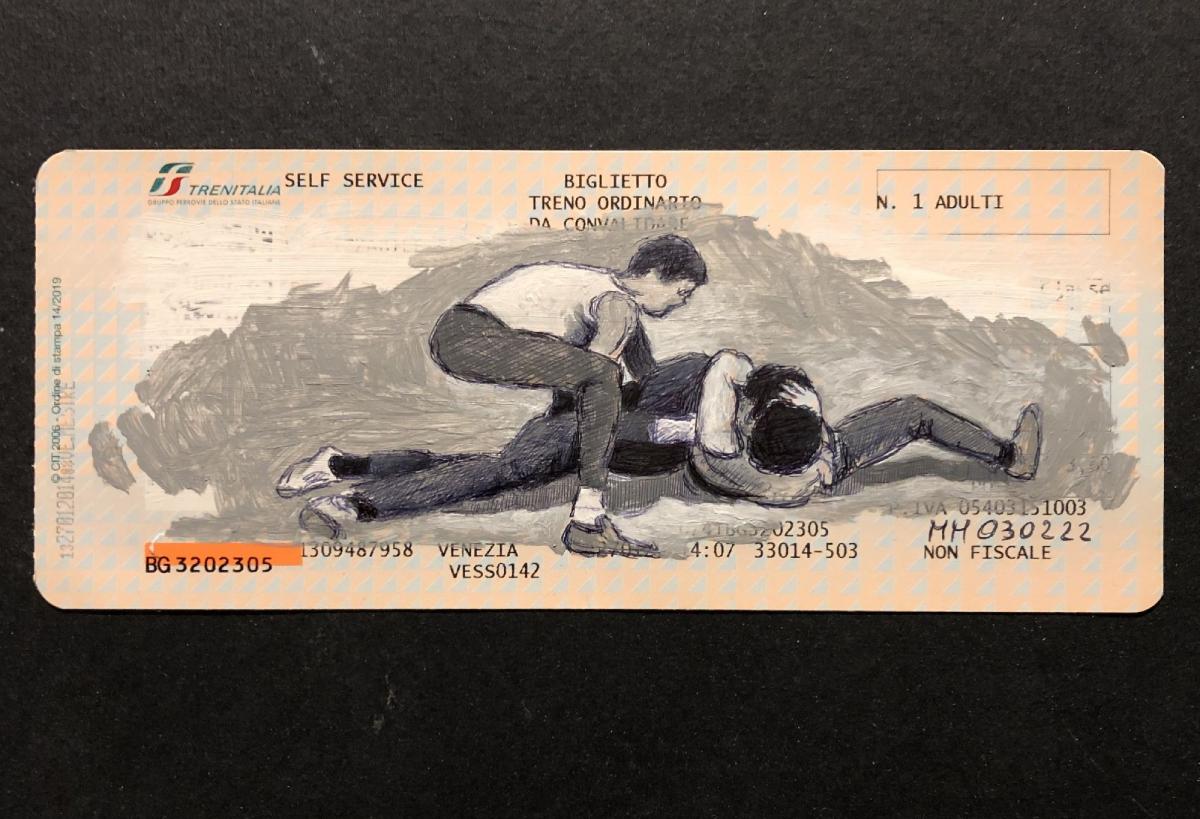 TRENITALIA
GRUPPO FERROVIE DELLO STATO ITALIANE
SELF SERVICE
BIGLIETTO
TRENO ORDINARIO
DA CONVALIDARE
N. 1 ADULTI
© CIT 2006 - Ordine di stampa 14/2019
P.IVA 05403151003
MH030222
NON FISCALE
BG3202305
1309487958 VENEZIA
VESS0142
4:07 33014-503